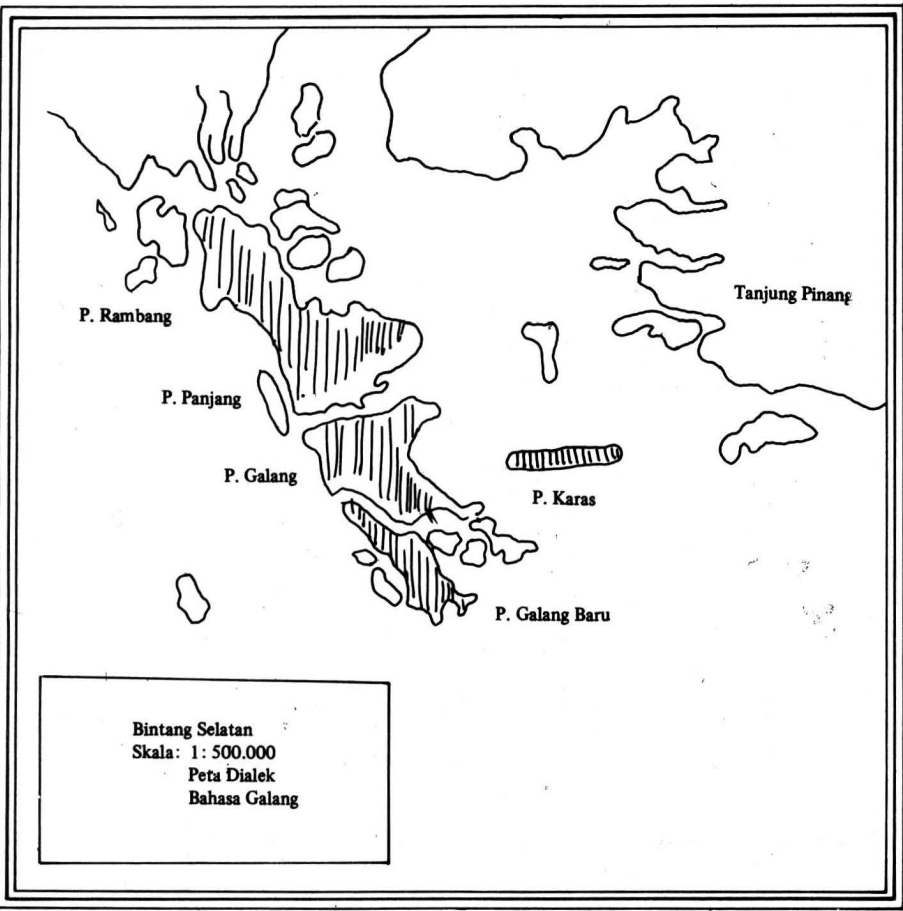 Tanjung Pinang
P. Rambang
P. Panjang
P. Galang
P. Karas
P. Galang Baru
Bintang Selatan
Skala: 1: 500.000
Peta Dialek
Bahasa Galang